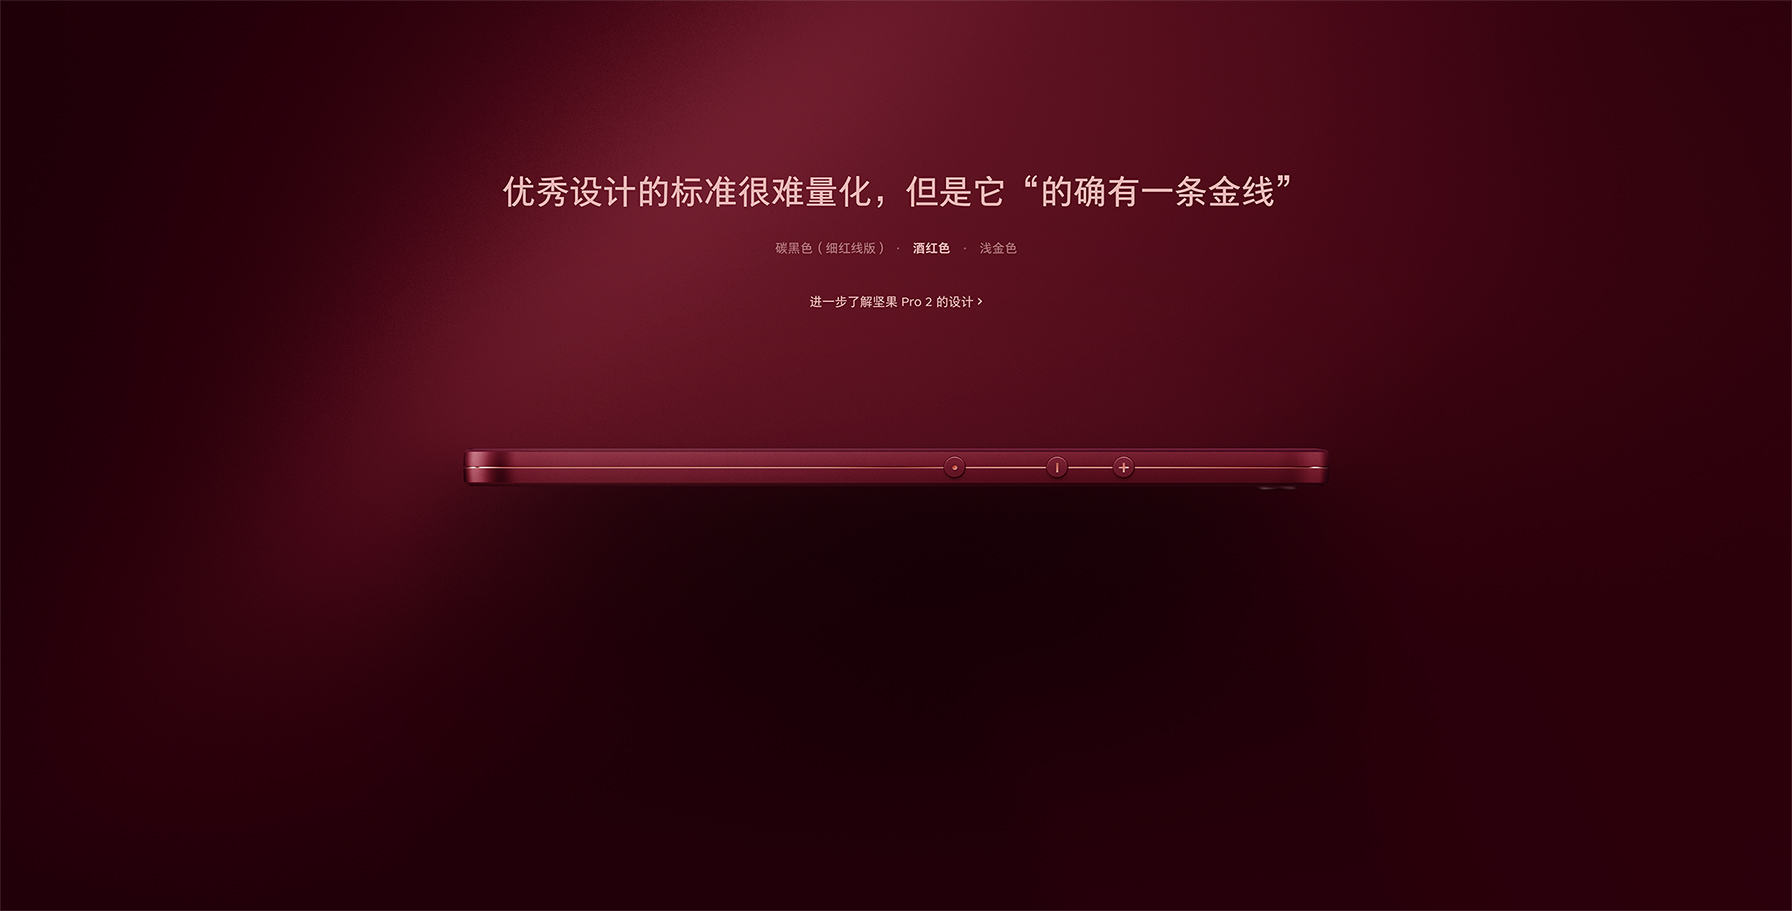 优秀设计的标准很难量化，但是它“的确有一条金线”
碳黑色（细红线版） · 酒红色 · 浅金色
进一步了解坚果 Pro 2 的设计 ›